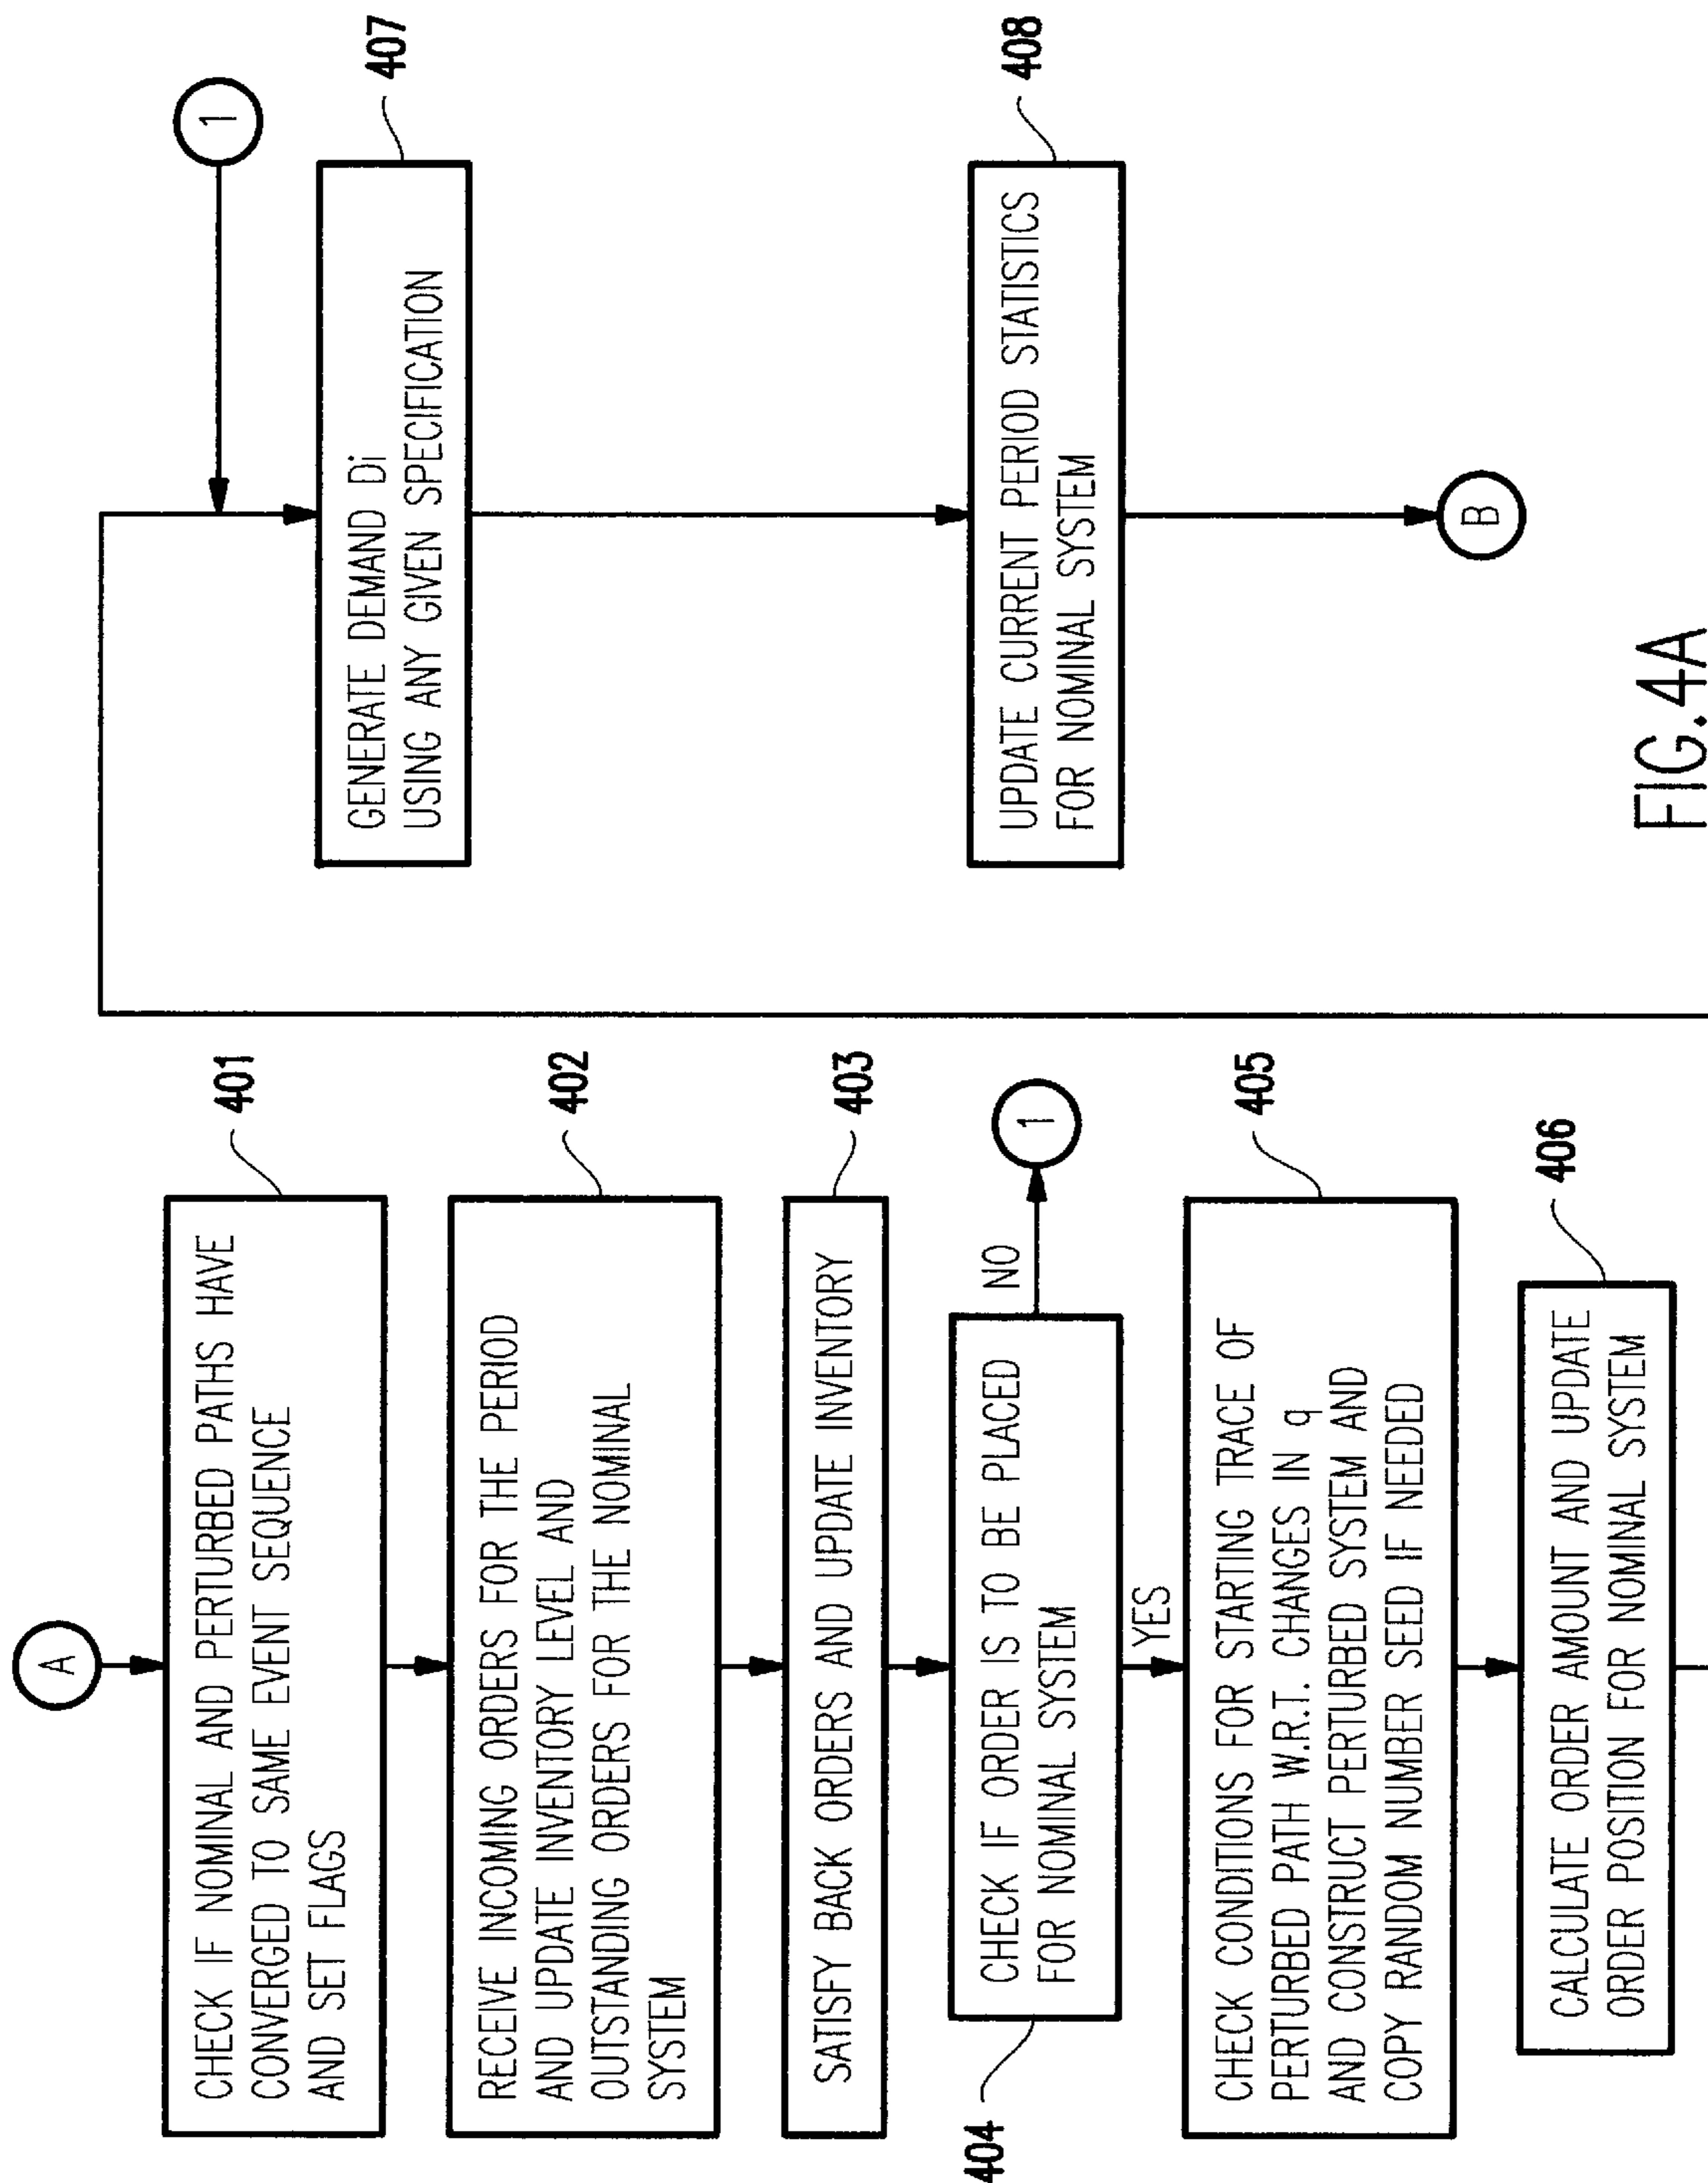 A
CHECK IF NOMINAL AND PERTURBED PATHS HAVE
CONVERGED TO SAME EVENT SEQUENCE
AND SET FLAGS
401
RECEIVE INCOMING ORDERS FOR THE PERIOD
AND UPDATE INVENTORY LEVEL AND
OUTSTANDING ORDERS FOR THE NOMINAL
SYSTEM
402
SATISFY BACK ORDERS AND UPDATE INVENTORY
403
404
CHECK IF ORDER IS TO BE PLACED
FOR NOMINAL SYSTEM
NO
1
YES
CHECK CONDITIONS FOR STARTING TRACE OF
PERTURBED PATH W.R.T. CHANGES IN q
AND CONSTRUCT PERTURBED SYSTEM AND
COPY RANDOM NUMBER SEED IF NEEDED
405
CALCULATE ORDER AMOUNT AND UPDATE
ORDER POSITION FOR NOMINAL SYSTEM
406
1
GENERATE DEMAND Di
USING ANY GIVEN SPECIFICATION
407
UPDATE CURRENT PERIOD STATISTICS
FOR NOMINAL SYSTEM
408
B
FIG.4A